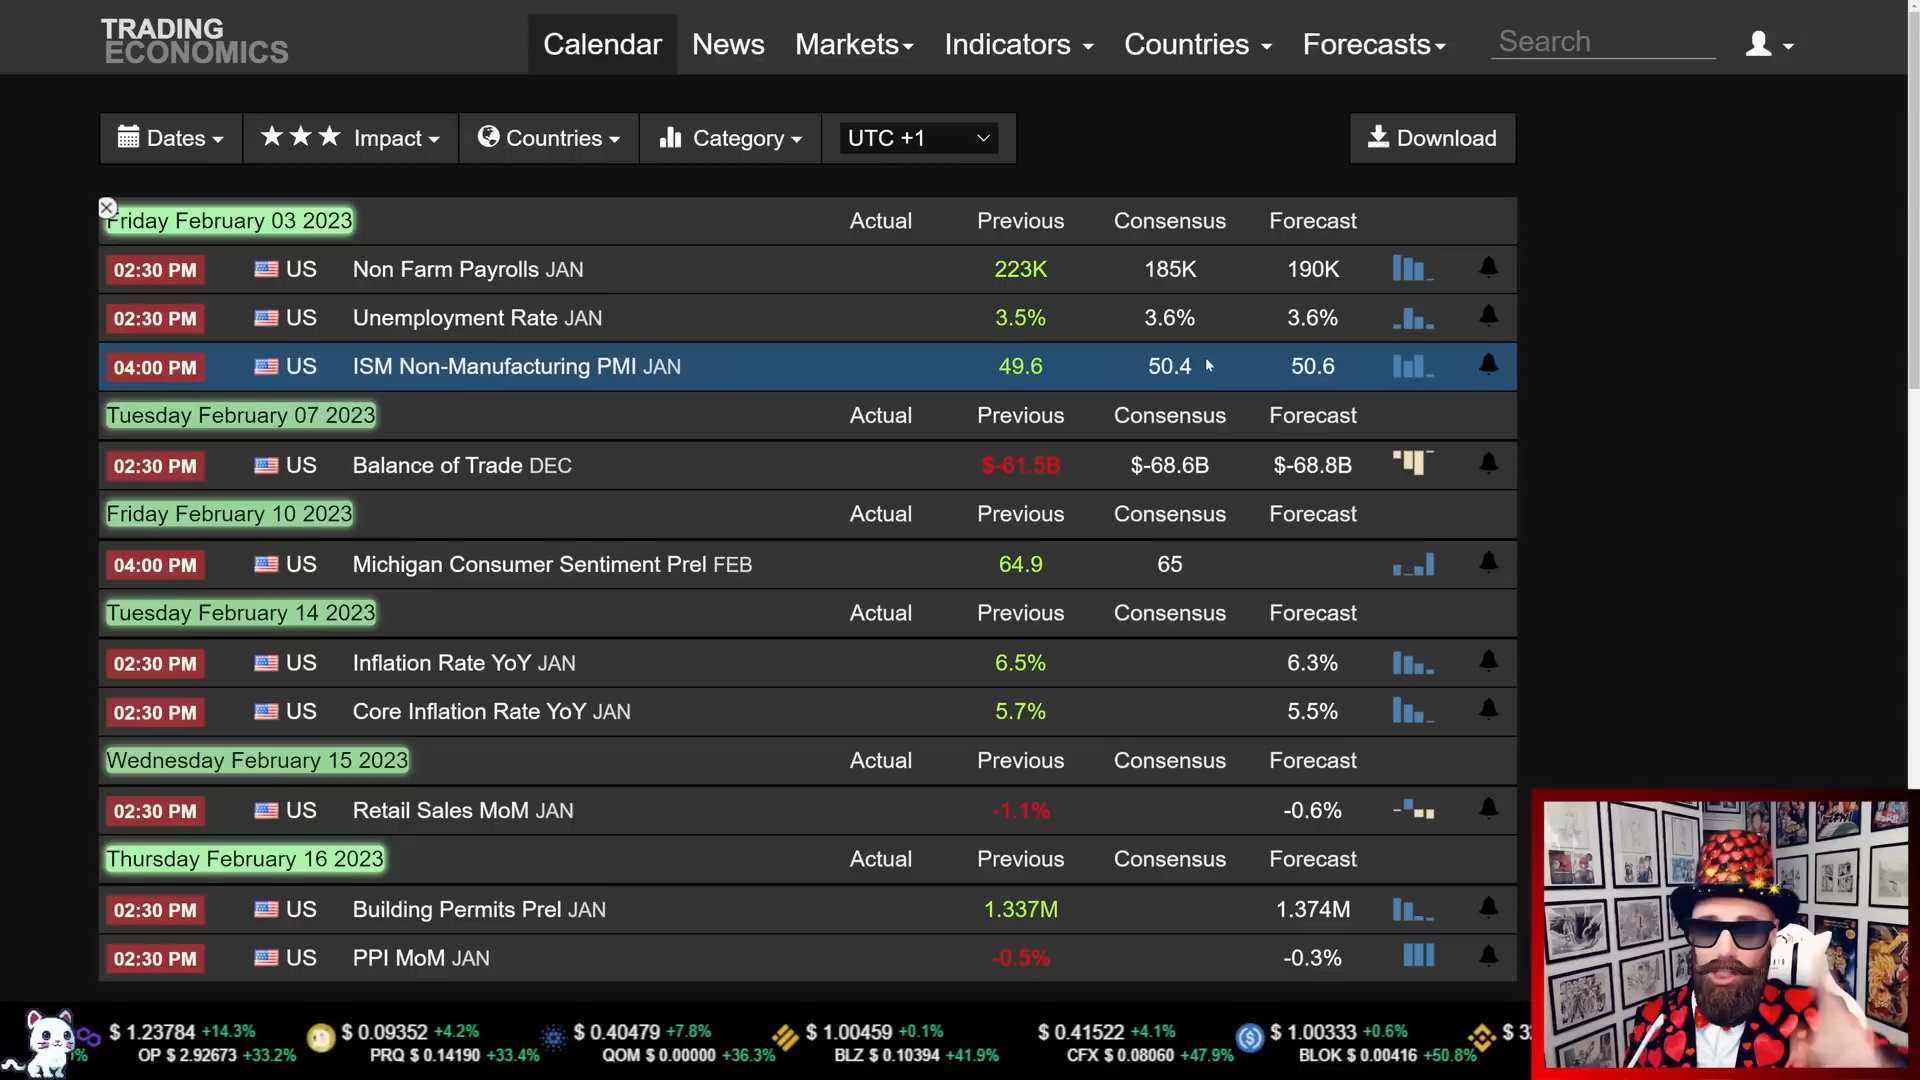 TRADING
ECONOMICS
Calendar News Markets Indicators Countries Forecasts Search
Dates Impact Countries Category UTC +1 Download
Friday February 03 2023 Actual Previous Consensus Forecast
02:30 PM US Non Farm Payrolls JAN 223K 185K 190K
02:30 PM US Unemployment Rate JAN 3.5% 3.6% 3.6%
04:00 PM US ISM Non-Manufacturing PMI JAN 49.6 50.4 50.6
Tuesday February 07 2023 Actual Previous Consensus Forecast
02:30 PM US Balance of Trade DEC $-61.5B $-68.6B $-68.8B
Friday February 10 2023 Actual Previous Consensus Forecast
04:00 PM US Michigan Consumer Sentiment Prel FEB 64.9 65
Tuesday February 14 2023 Actual Previous Consensus Forecast
02:30 PM US Inflation Rate YoY JAN 6.5% 6.3%
02:30 PM US Core Inflation Rate YoY JAN 5.7% 5.5%
Wednesday February 15 2023 Actual Previous Consensus Forecast
02:30 PM US Retail Sales MoM JAN -1.1% -0.6%
Thursday February 16 2023 Actual Previous Consensus Forecast
02:30 PM US Building Permits Prel JAN 1.337M 1.374M
02:30 PM US PPI MoM JAN -0.5% -0.3%
$ 1.23784 +14.3% $ 0.09352 +4.2% $ 0.40479 +7.8% $ 1.00459 +0.1% $ 0.41522 +4.1% $ 1.00333 +0.6%
OP $ 2.92673 +33.2% PRQ $ 0.14190 +33.4% QOM $ 0.00000 +36.3% BLZ $ 0.10394 +41.9% CFX $ 0.08060 +47.9% BLOK $ 0.00416 +50.8%